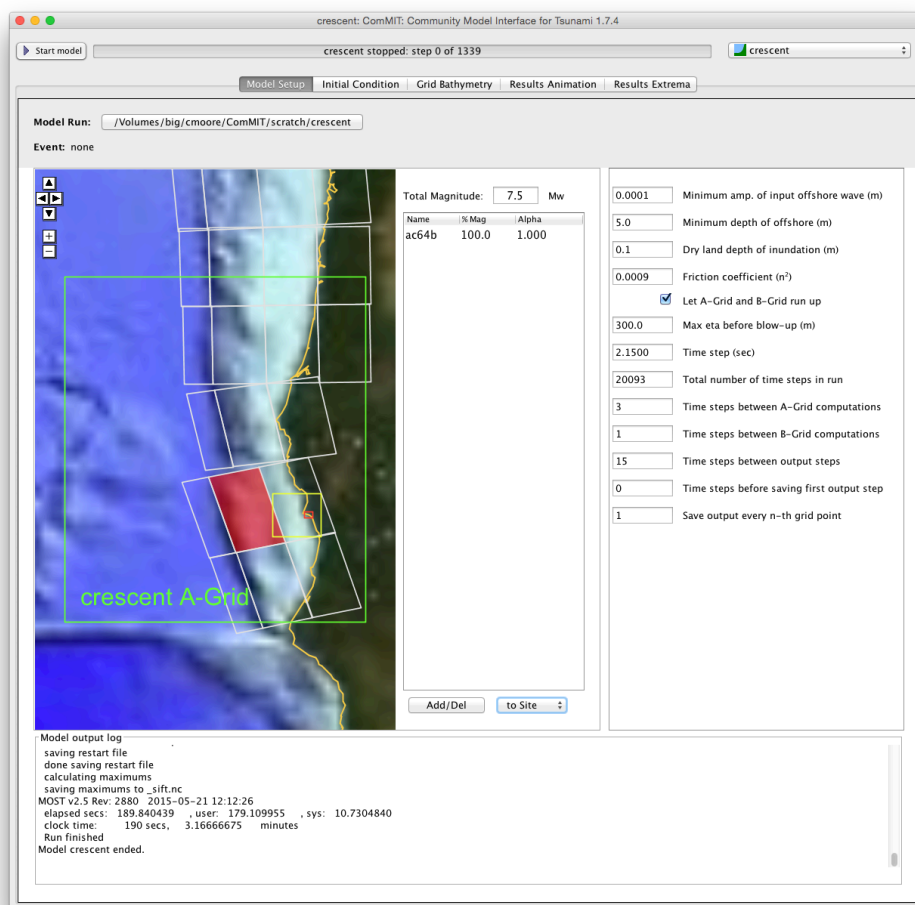 crescent: ComMIT: Community Model Interface for Tsunami 1.7.4
Start model
crescent stopped: step 0 of 1339
crescent
Model Setup
Initial Condition
Grid Bathymetry
Results Animation
Results Extrema
Model Run: /Volumes/big/cmoore/ComMIT/scratch/crescent
Event: none
crescent A-Grid
Total Magnitude: 7.5 Mw
Name % Mag Alpha
ac64b 100.0 1.000
Add/Del
to Site
0.0001 Minimum amp. of input offshore wave (m)
5.0 Minimum depth of offshore (m)
0.1 Dry land depth of inundation (m)
0.0009 Friction coefficient (n²)
Let A-Grid and B-Grid run up
300.0 Max eta before blow-up (m)
2.1500 Time step (sec)
20093 Total number of time steps in run
3 Time steps between A-Grid computations
1 Time steps between B-Grid computations
15 Time steps between output steps
0 Time steps before saving first output step
1 Save output every n-th grid point
Model output log
saving restart file
done saving restart file
calculating maximums
saving maximums to _sift.nc
MOST v2.5 Rev: 2880 2015-05-21 12:12:26
elapsed secs: 189.840439 , user: 179.109955 , sys: 10.7304840
clock time: 190 secs, 3.16666675 minutes
Run finished
Model crescent ended.